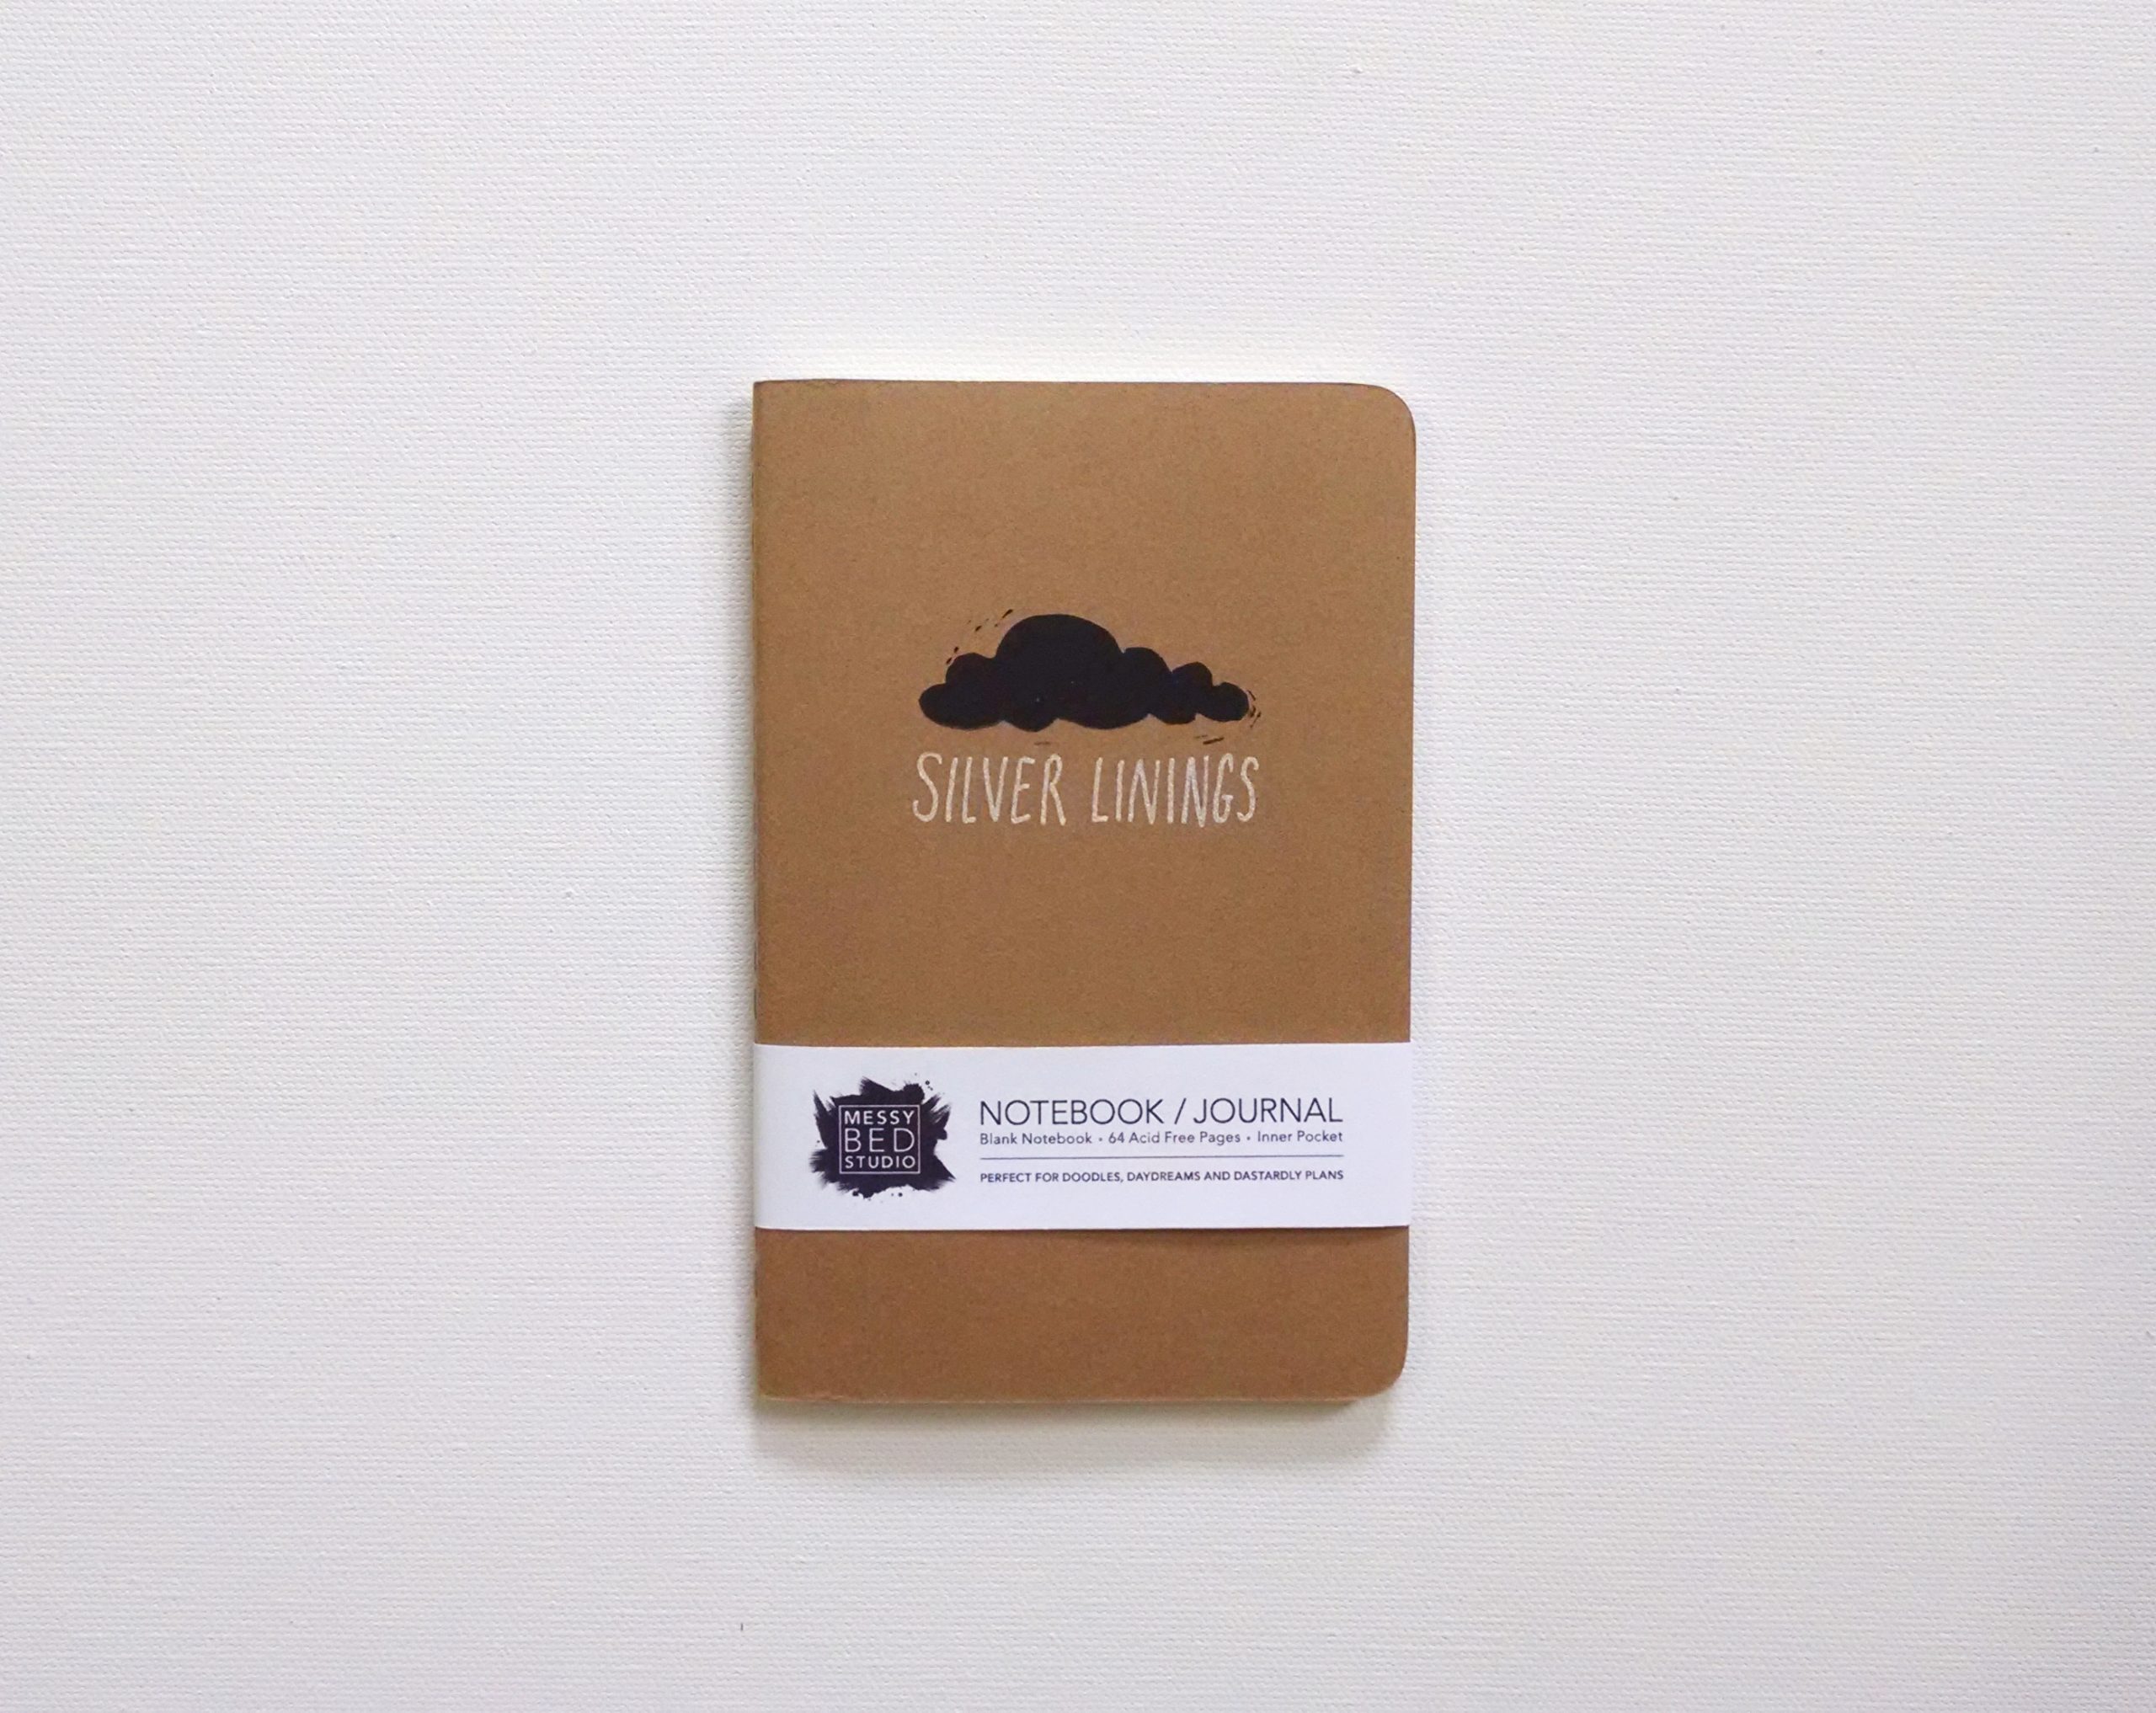 SILVER LININGS
MESSY
BED
STUDIO
NOTEBOOK / JOURNAL
Blank Notebook • 64 Acid Free Pages • Inner Pocket
PERFECT FOR DOODLES, DAYDREAMS AND DASTARDLY PLANS